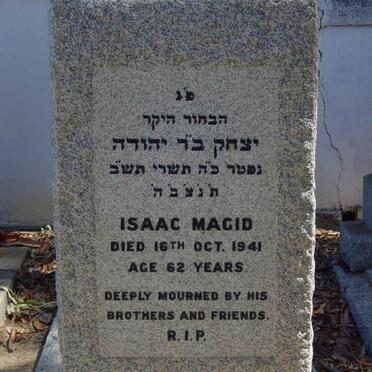 פ״נ
הבחור היקר
יצחק ב״ר יהודה
נפטר כ״ה תשרי תש״ב
ת׳נ׳צ׳ב׳ה׳
ISAAC MAGID
DIED 16TH OCT. 1941
AGE 62 YEARS
DEEPLY MOURNED BY HIS
BROTHERS AND FRIENDS.
R.I.P.